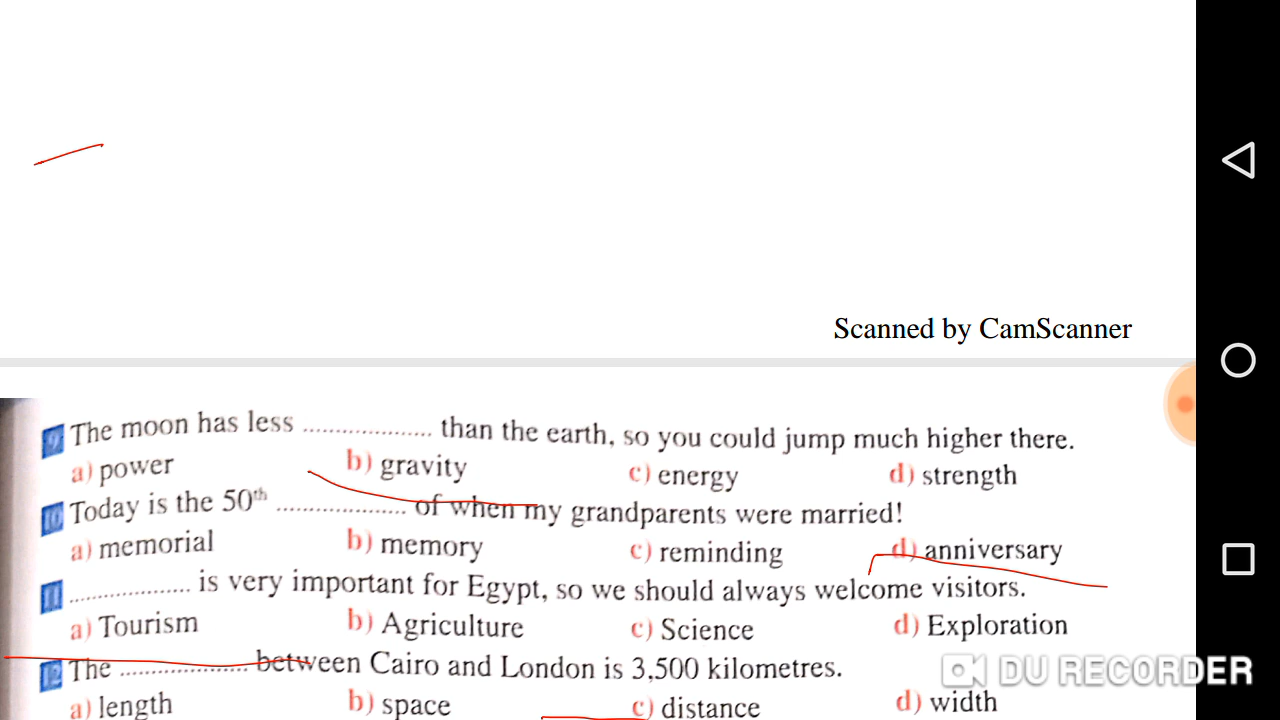 Scanned by CamScanner
9 The moon has less .................... than the earth, so you could jump much higher there.
a) power b) gravity c) energy d) strength
10 Today is the 50th .................... of when my grandparents were married!
a) memorial b) memory c) reminding d) anniversary
11 .................... is very important for Egypt, so we should always welcome visitors.
a) Tourism b) Agriculture c) Science d) Exploration
12 The .................... between Cairo and London is 3,500 kilometres.
a) length b) space c) distance d) width
DU RECORDER